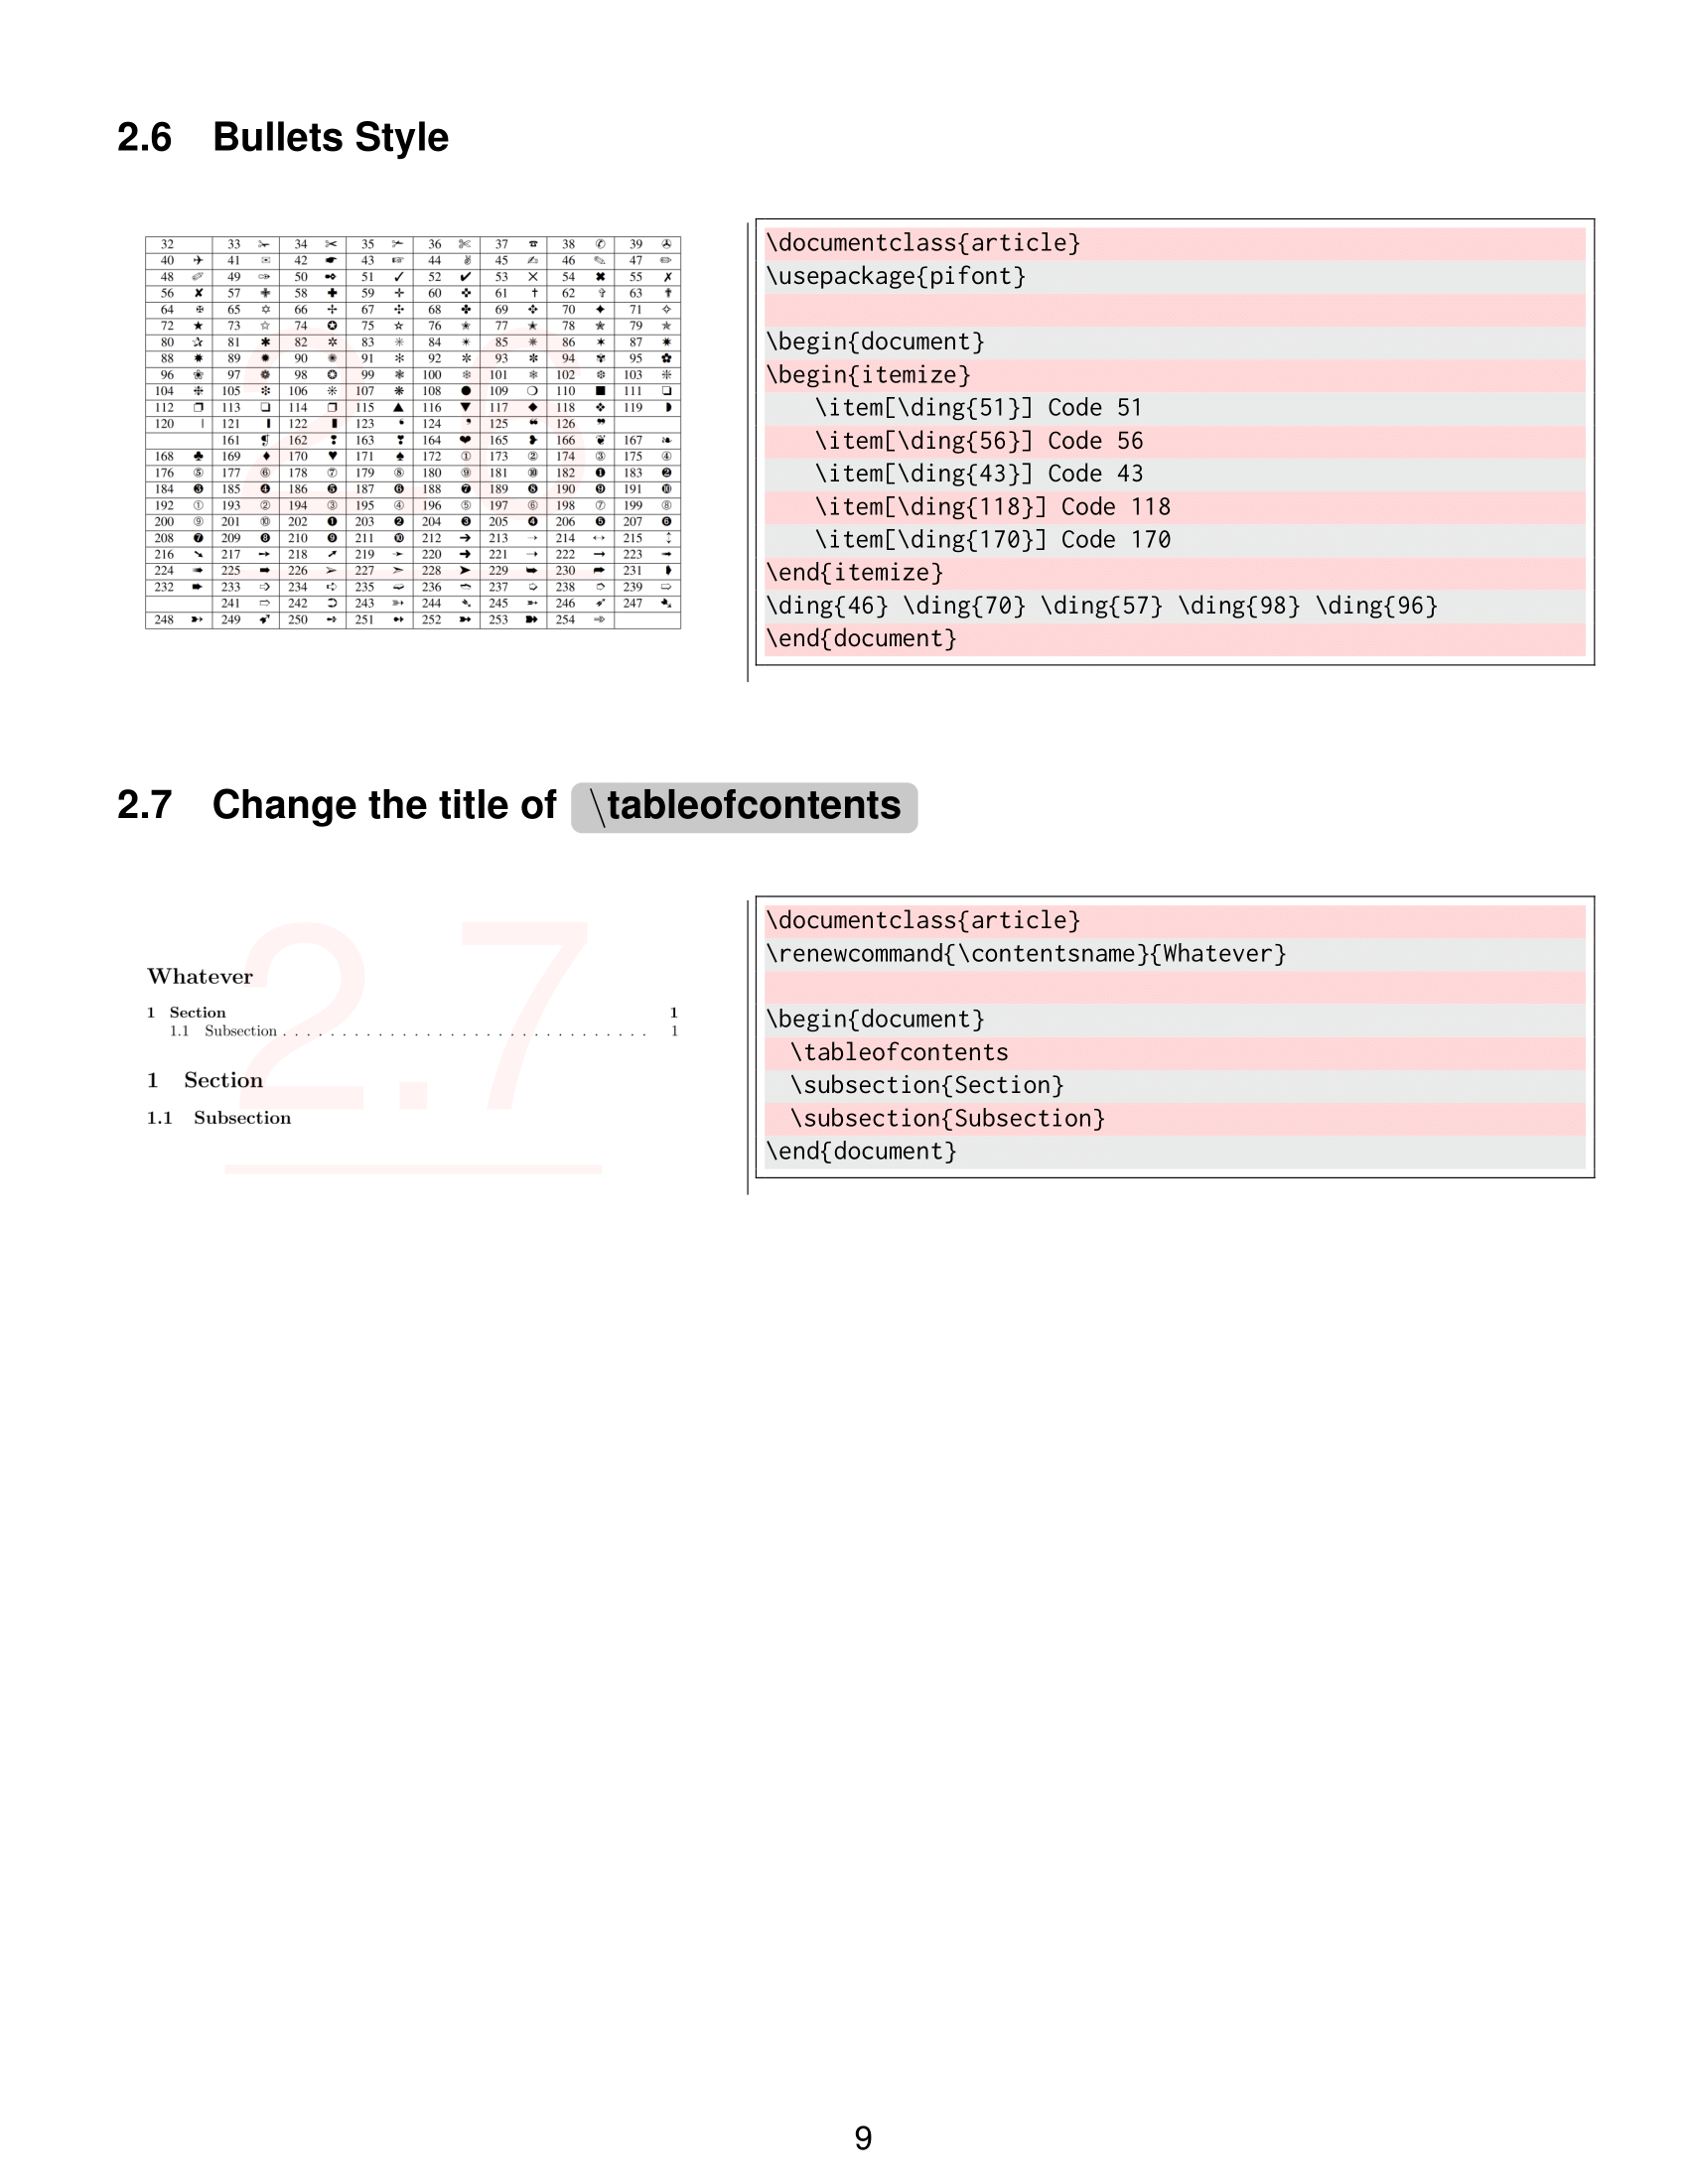 2.6 Bullets Style
32 33 ✁ 34 ✂ 35 ✃ 36 ✄ 37 ☎ 38 ✆ 39 ✇
40 ✈ 41 ✉ 42 ☛ 43 ☞ 44 ✌ 45 ✍ 46 ✎ 47 ✏
48 ✐ 49 ✑ 50 ✒ 51 ✓ 52 ✔ 53 ✕ 54 ✖ 55 ✗
56 ✘ 57 ✙ 58 ✚ 59 ✛ 60 ✜ 61 ✝ 62 ✞ 63 ✟
64 ✠ 65 ✡ 66 ✢ 67 ✣ 68 ✤ 69 ✥ 70 ✦ 71 ✧
72 ★ 73 ✩ 74 ✪ 75 ✫ 76 ✬ 77 ✭ 78 ✮ 79 ✯
80 ✰ 81 ✱ 82 ✲ 83 ✳ 84 ✴ 85 ✵ 86 ✶ 87 ✷
88 ✸ 89 ✹ 90 ✺ 91 ✻ 92 ✼ 93 ✽ 94 ✾ 95 ✿
96 ❀ 97 ❁ 98 ❂ 99 ❃ 100 ❄ 101 ❅ 102 ❆ 103 ❇
104 ❈ 105 ❉ 106 ❊ 107 ❋ 108 ● 109 ❍ 110 ■ 111 ❏
112 ❐ 113 ❑ 114 ❒ 115 ▲ 116 ▼ 117 ◆ 118 ❖ 119 ◗
120 ❘ 121 ❙ 122 ❚ 123 ❛ 124 ❜ 125 ❝ 126 ❞
161 ❡ 162 ❢ 163 ❣ 164 ❤ 165 ❥ 166 ❦ 167 ❧
168 ♣ 169 ♦ 170 ♥ 171 ♠ 172 ① 173 ② 174 ③ 175 ④
176 ⑤ 177 ⑥ 178 ⑦ 179 ⑧ 180 ⑨ 181 ⑩ 182 ❶ 183 ❷
184 ❸ 185 ❹ 186 ❺ 187 ❻ 188 ❼ 189 ❽ 190 ❾ 191 ❿
192 ➀ 193 ➁ 194 ➂ 195 ➃ 196 ➄ 197 ➅ 198 ➆ 199 ➇
200 ➈ 201 ➉ 202 ➊ 203 ➋ 204 ➌ 205 ➍ 206 ➎ 207 ➏
208 ➐ 209 ➑ 210 ➒ 211 ➓ 212 ➔ 213 → 214 ↔ 215 ↕
216 ➘ 217 ➙ 218 ➚ 219 ➛ 220 ➜ 221 ➝ 222 ➞ 223 ➟
224 ➠ 225 ➡ 226 ➢ 227 ➣ 228 ➤ 229 ➥ 230 ➦ 231 ➧
232 ➨ 233 ➩ 234 ➪ 235 ➫ 236 ➬ 237 ➭ 238 ➮ 239 ➯
241 ➱ 242 ➲ 243 ➳ 244 ➴ 245 ➵ 246 ➶ 247 ➷
248 ➸ 249 ➹ 250 ➺ 251 ➻ 252 ➼ 253 ➽ 254 ➾
\documentclass{article}
\usepackage{pifont}
\begin{document}
\begin{itemize}
\item[\ding{51}] Code 51
\item[\ding{56}] Code 56
\item[\ding{43}] Code 43
\item[\ding{118}] Code 118
\item[\ding{170}] Code 170
\end{itemize}
\ding{46} \ding{70} \ding{57} \ding{98} \ding{96}
\end{document}
2.7 Change the title of \tableofcontents
2.7
Whatever
1 Section 1
1.1 Subsection . . . . . . . . . . . . . . . . . . . . . . . . . . . . . . . 1
1 Section
1.1 Subsection
\documentclass{article}
\renewcommand{\contentsname}{Whatever}
\begin{document}
\tableofcontents
\subsection{Section}
\subsection{Subsection}
\end{document}
9